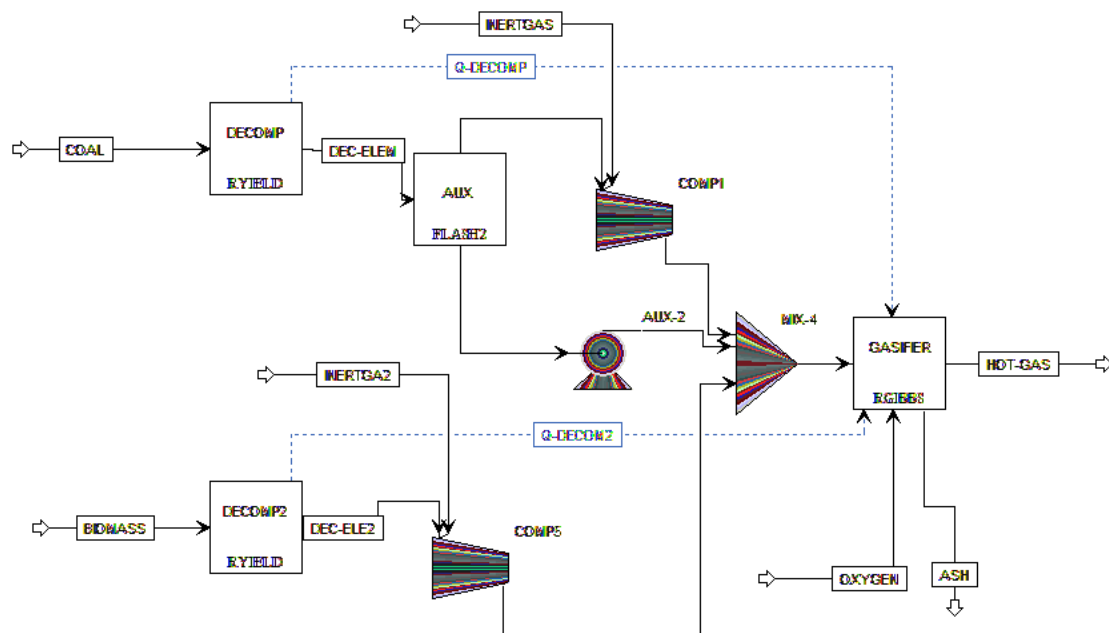 INERTGAS
Q-DECOMP
DECOMP
COAL
DEC-ELEM
RYIELD
AUX
COMP1
FLASH2
AUX-2
MIX-4
GASIFIER
HOT-GAS
INERTGA2
RGIBBS
Q-DECOM2
DECOMP2
BIOMASS
DEC-ELE2
COMP5
RYIELD
OXYGEN
ASH